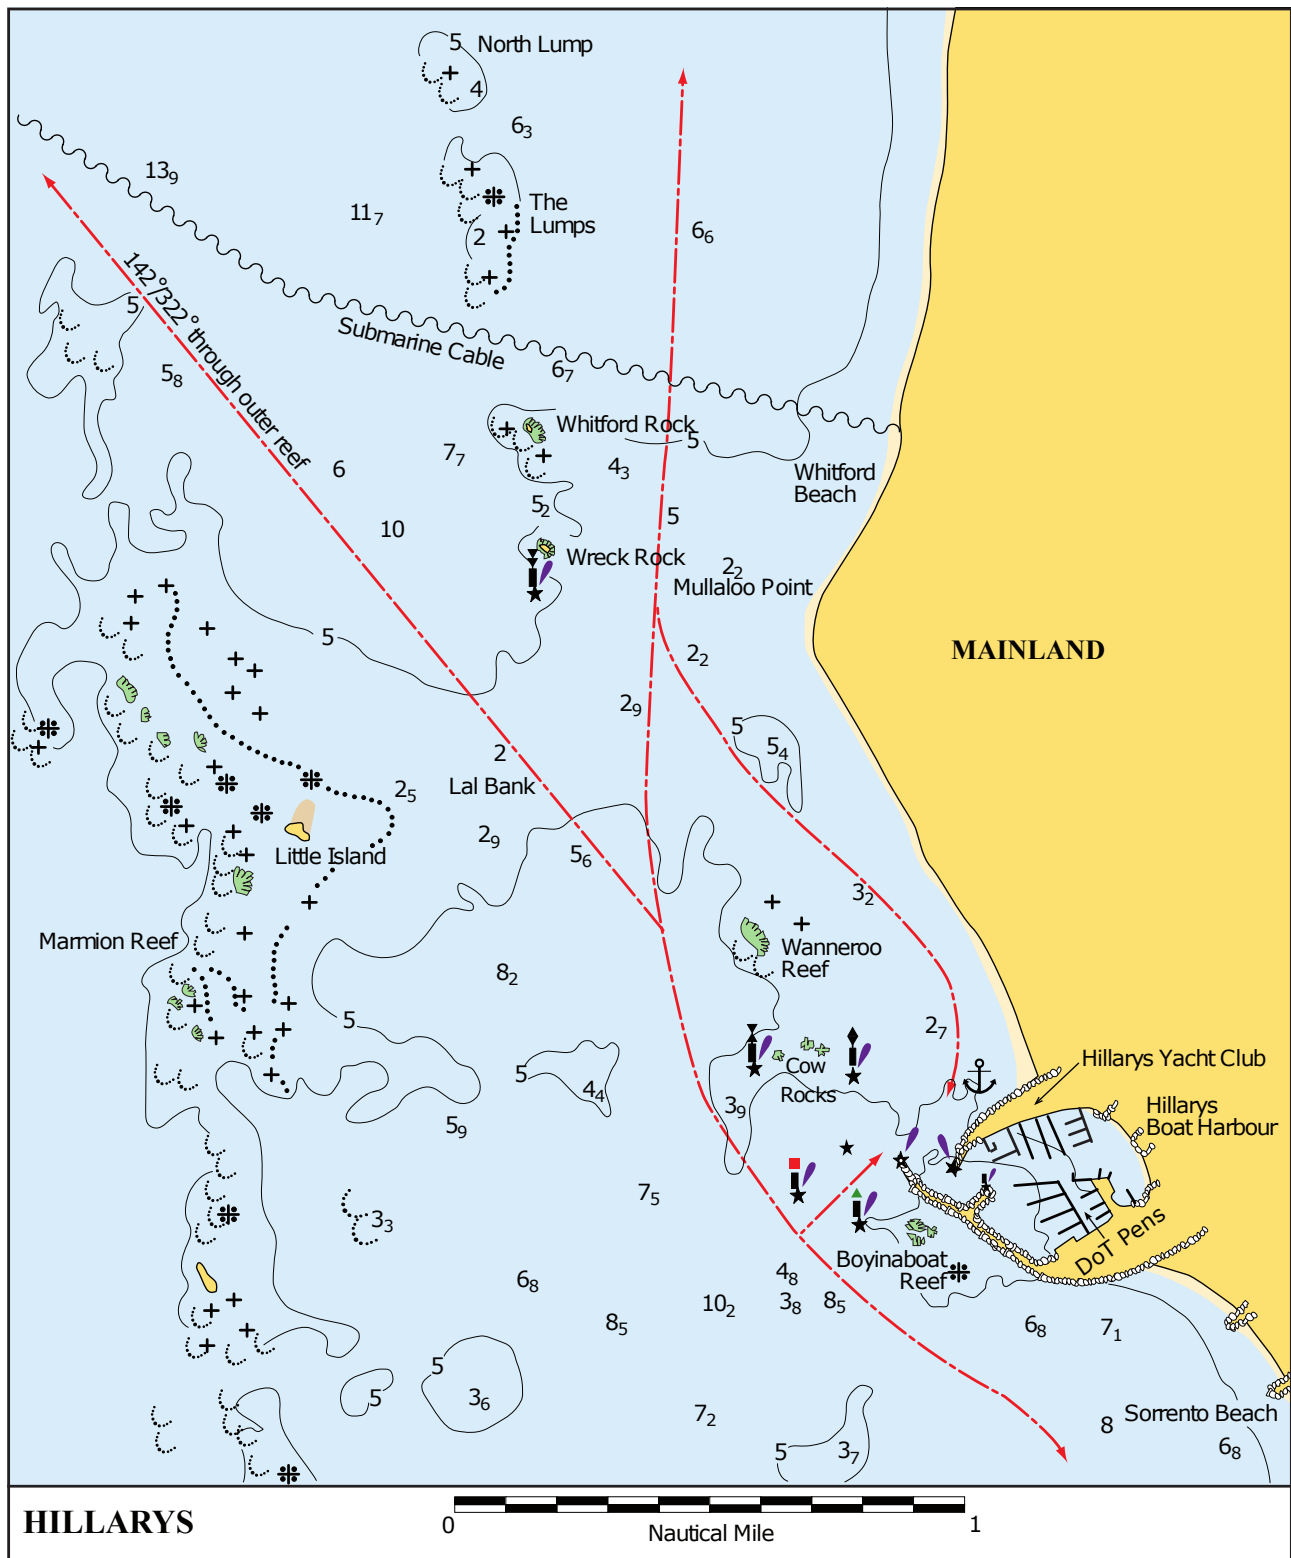 5
North Lump
4
6₃
13₉
11₇
The
Lumps
2
6₆
142°/322° through outer reef
5
Submarine Cable
5₈
6₇
Whitford Rock
5
7₇
4₃
6
Whitford
Beach
5₂
10
5
Wreck Rock
2₂
Mullaloo Point
5
MAINLAND
2₂
2₉
5
5₄
2
Lal Bank
2₅
2₉
5₆
Little Island
3₂
Marmion Reef
Wanneroo
Reef
8₂
5
2₇
Hillarys Yacht Club
Cow
Rocks
5
4₄
3₉
Hillarys
Boat Harbour
5₉
7₅
3₃
DoT Pens
Boyinaboat
Reef
6₈
4₈
10₂
3₈
8₅
8₅
6₈
7₁
5
5
3₆
7₂
8
Sorrento Beach
5
3₇
6₈
HILLARYS
0
Nautical Mile
1